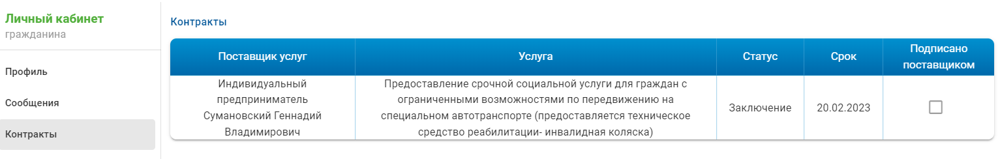 Личный кабинет
гражданина
Профиль
Сообщения
Контракты
Контракты
Поставщик услуг
Услуга
Статус
Срок
Подписано
поставщиком
Индивидуальный
предприниматель
Сумановский Геннадий
Владимирович
Предоставление срочной социальной услуги для граждан с
ограниченными возможностями по передвижению на
специальном автотранспорте (предоставляется техническое
средство реабилитации- инвалидная коляска)
Заключение
20.02.2023